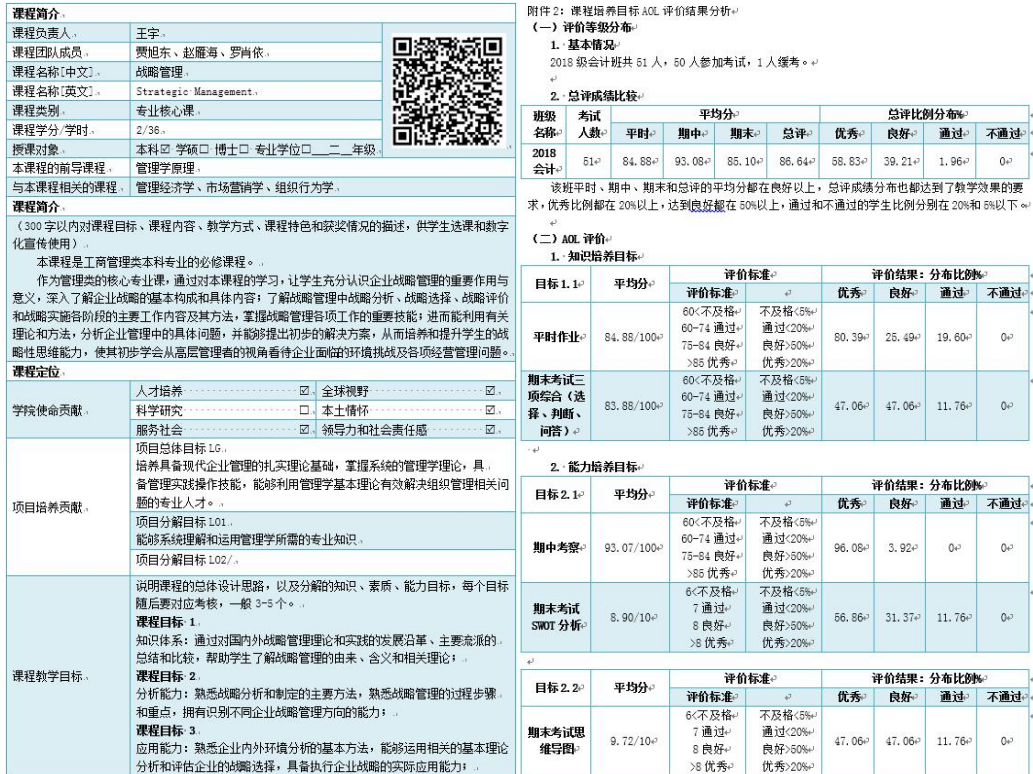 课程简介
课程负责人
王宇
课程团队成员
贾旭东、赵雁海、罗肖依
课程名称[中文]
战略管理
课程名称[英文]
Strategic Management
课程类别
专业核心课
课程学分/学时
2/36
授课对象
本科☑ 学硕□ 博士□ 专业学位□___二__年级
本课程的前导课程
管理学原理
与本课程相关的课程
管理经济学、市场营销学、组织行为学
课程简介
（300 字以内对课程目标、课程内容、教学方式、课程特色和获奖情况的描述，供学生选课和数字
化宣传使用）
本课程是工商管理类本科专业的必修课程。
作为管理类的核心专业课，通过对本课程的学习，让学生充分认识企业战略管理的重要作用与
意义，深入了解企业战略的基本构成和具体内容；了解战略管理中战略分析、战略选择、战略评价
和战略实施各阶段的主要工作内容及其方法，掌握战略管理各项工作的重要技能；进而能利用有关
理论和方法，分析企业管理中的具体问题，并能够提出初步的解决方案，从而培养和提升学生的战
略性思维能力，使其初步学会从高层管理者的视角看待企业面临的环境挑战及各项经营管理问题。
课程定位
学院使命贡献
人才培养 ☑ 全球视野 ☑
科学研究 □ 本土情怀 ☑
服务社会 ☑ 领导力和社会责任感 ☑
项目培养贡献
项目总体目标 LG
培养具备现代企业管理的扎实理论基础，掌握系统的管理学理论，具
备管理实践操作技能，能够利用管理学基本理论有效解决组织管理相关问
题的专业人才。
项目分解目标 LO1
能够系统理解和运用管理学所需的专业知识
项目分解目标 LO2/
课程教学目标
说明课程的总体设计思路，以及分解的知识、素质、能力目标，每个目标
随后要对应考核，一般 3-5 个。
课程目标 1
知识体系：通过对国内外战略管理理论和实践的发展沿革、主要流派的
总结和比较，帮助学生了解战略管理的由来、含义和相关理论；
课程目标 2
分析能力：熟悉战略分析和制定的主要方法，熟悉战略管理的过程步骤
和重点，拥有识别不同企业战略管理方向的能力；
课程目标 3
应用能力：熟悉企业内外环境分析的基本方法，能够运用相关的基本理论
分析和评估企业的战略选择，具备执行企业战略的实际应用能力；
附件 2：课程培养目标 AOL 评价结果分析
（一）评价等级分布
1. 基本情况
2018 级会计班共 51 人，50 人参加考试，1 人缓考。
2. 总评成绩比较
班级名称 考试人数 平均分 总评比例分布%
平时 期中 期末 总评 优秀 良好 通过 不通过
2018 会计 51 84.88 93.08 85.10 86.64 58.83 39.21 1.96 0
该班平时、期中、期末和总评的平均分都在良好以上，总评成绩分布也都达到了教学效果的要
求，优秀比例都在 20%以上，达到良好都在 50%以上，通过和不通过的学生比例分别在 20%和 5%以下
（二）AOL 评价
1. 知识培养目标
目标 1.1 平均分 评价标准 评价结果：分布比例%
评价标准 优秀 良好 通过 不通过
平时作业 84.88/100
60<不及格 不及格<5%
60-74 通过 通过<20%
75-84 良好 良好>50%
>85 优秀 优秀>20%
80.39 25.49 19.60 0
期末考试三项综合（选择、判断、问答） 83.88/100
60<不及格 不及格<5%
60-74 通过 通过<20%
75-84 良好 良好>50%
>85 优秀 优秀>20%
47.06 47.06 11.76 0
2. 能力培养目标
目标 2.1 平均分 评价标准 评价结果：分布比例%
评价标准 优秀 良好 通过 不通过
期中考察 93.07/100
60<不及格 不及格<5%
60-74 通过 通过<20%
75-84 良好 良好>50%
>85 优秀 优秀>20%
96.08 3.92 0 0
期末考试 SWOT 分析 8.90/10
6<不及格 不及格<5%
7 通过 通过<20%
8 良好 良好>50%
>8 优秀 优秀>20%
56.86 31.37 11.76 0
目标 2.2 平均分 评价标准 评价结果：分布比例%
评价标准 优秀 良好 通过 不通过
期末考试思维导图 9.72/10
6<不及格 不及格<5%
7 通过 通过<20%
8 良好 良好>50%
>8 优秀 优秀>20%
47.06 47.06 11.76 0